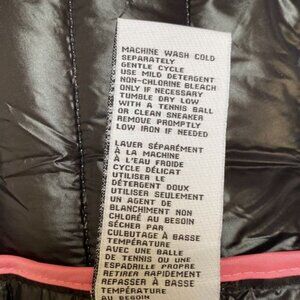 MACHINE WASH COLD
SEPARATELY
GENTLE CYCLE
USE MILD DETERGENT
NON-CHLORINE BLEACH
ONLY IF NECESSARY
TUMBLE DRY LOW
WITH A TENNIS BALL
OR CLEAN SNEAKER
REMOVE PROMPTLY
LOW IRON IF NEEDED
LAVER SÉPARÉMENT
À LA MACHINE
À L'EAU FROIDE
CYCLE DÉLICAT
UTILISER LE
DÉTERGENT DOUX
UTILISER SEULEMENT
UN AGENT DE
BLANCHIMENT NON
CHLORÉ AU BESOIN
SÉCHER PAR
CULBUTAGE À BASSE
TEMPÉRATURE
AVEC UNE BALLE
DE TENNIS OU UNE
ESPADRILLE PROPRE
RETIRER RAPIDEMENT
REPASSER À BASSE
TEMPÉRATURE
AU BESOIN